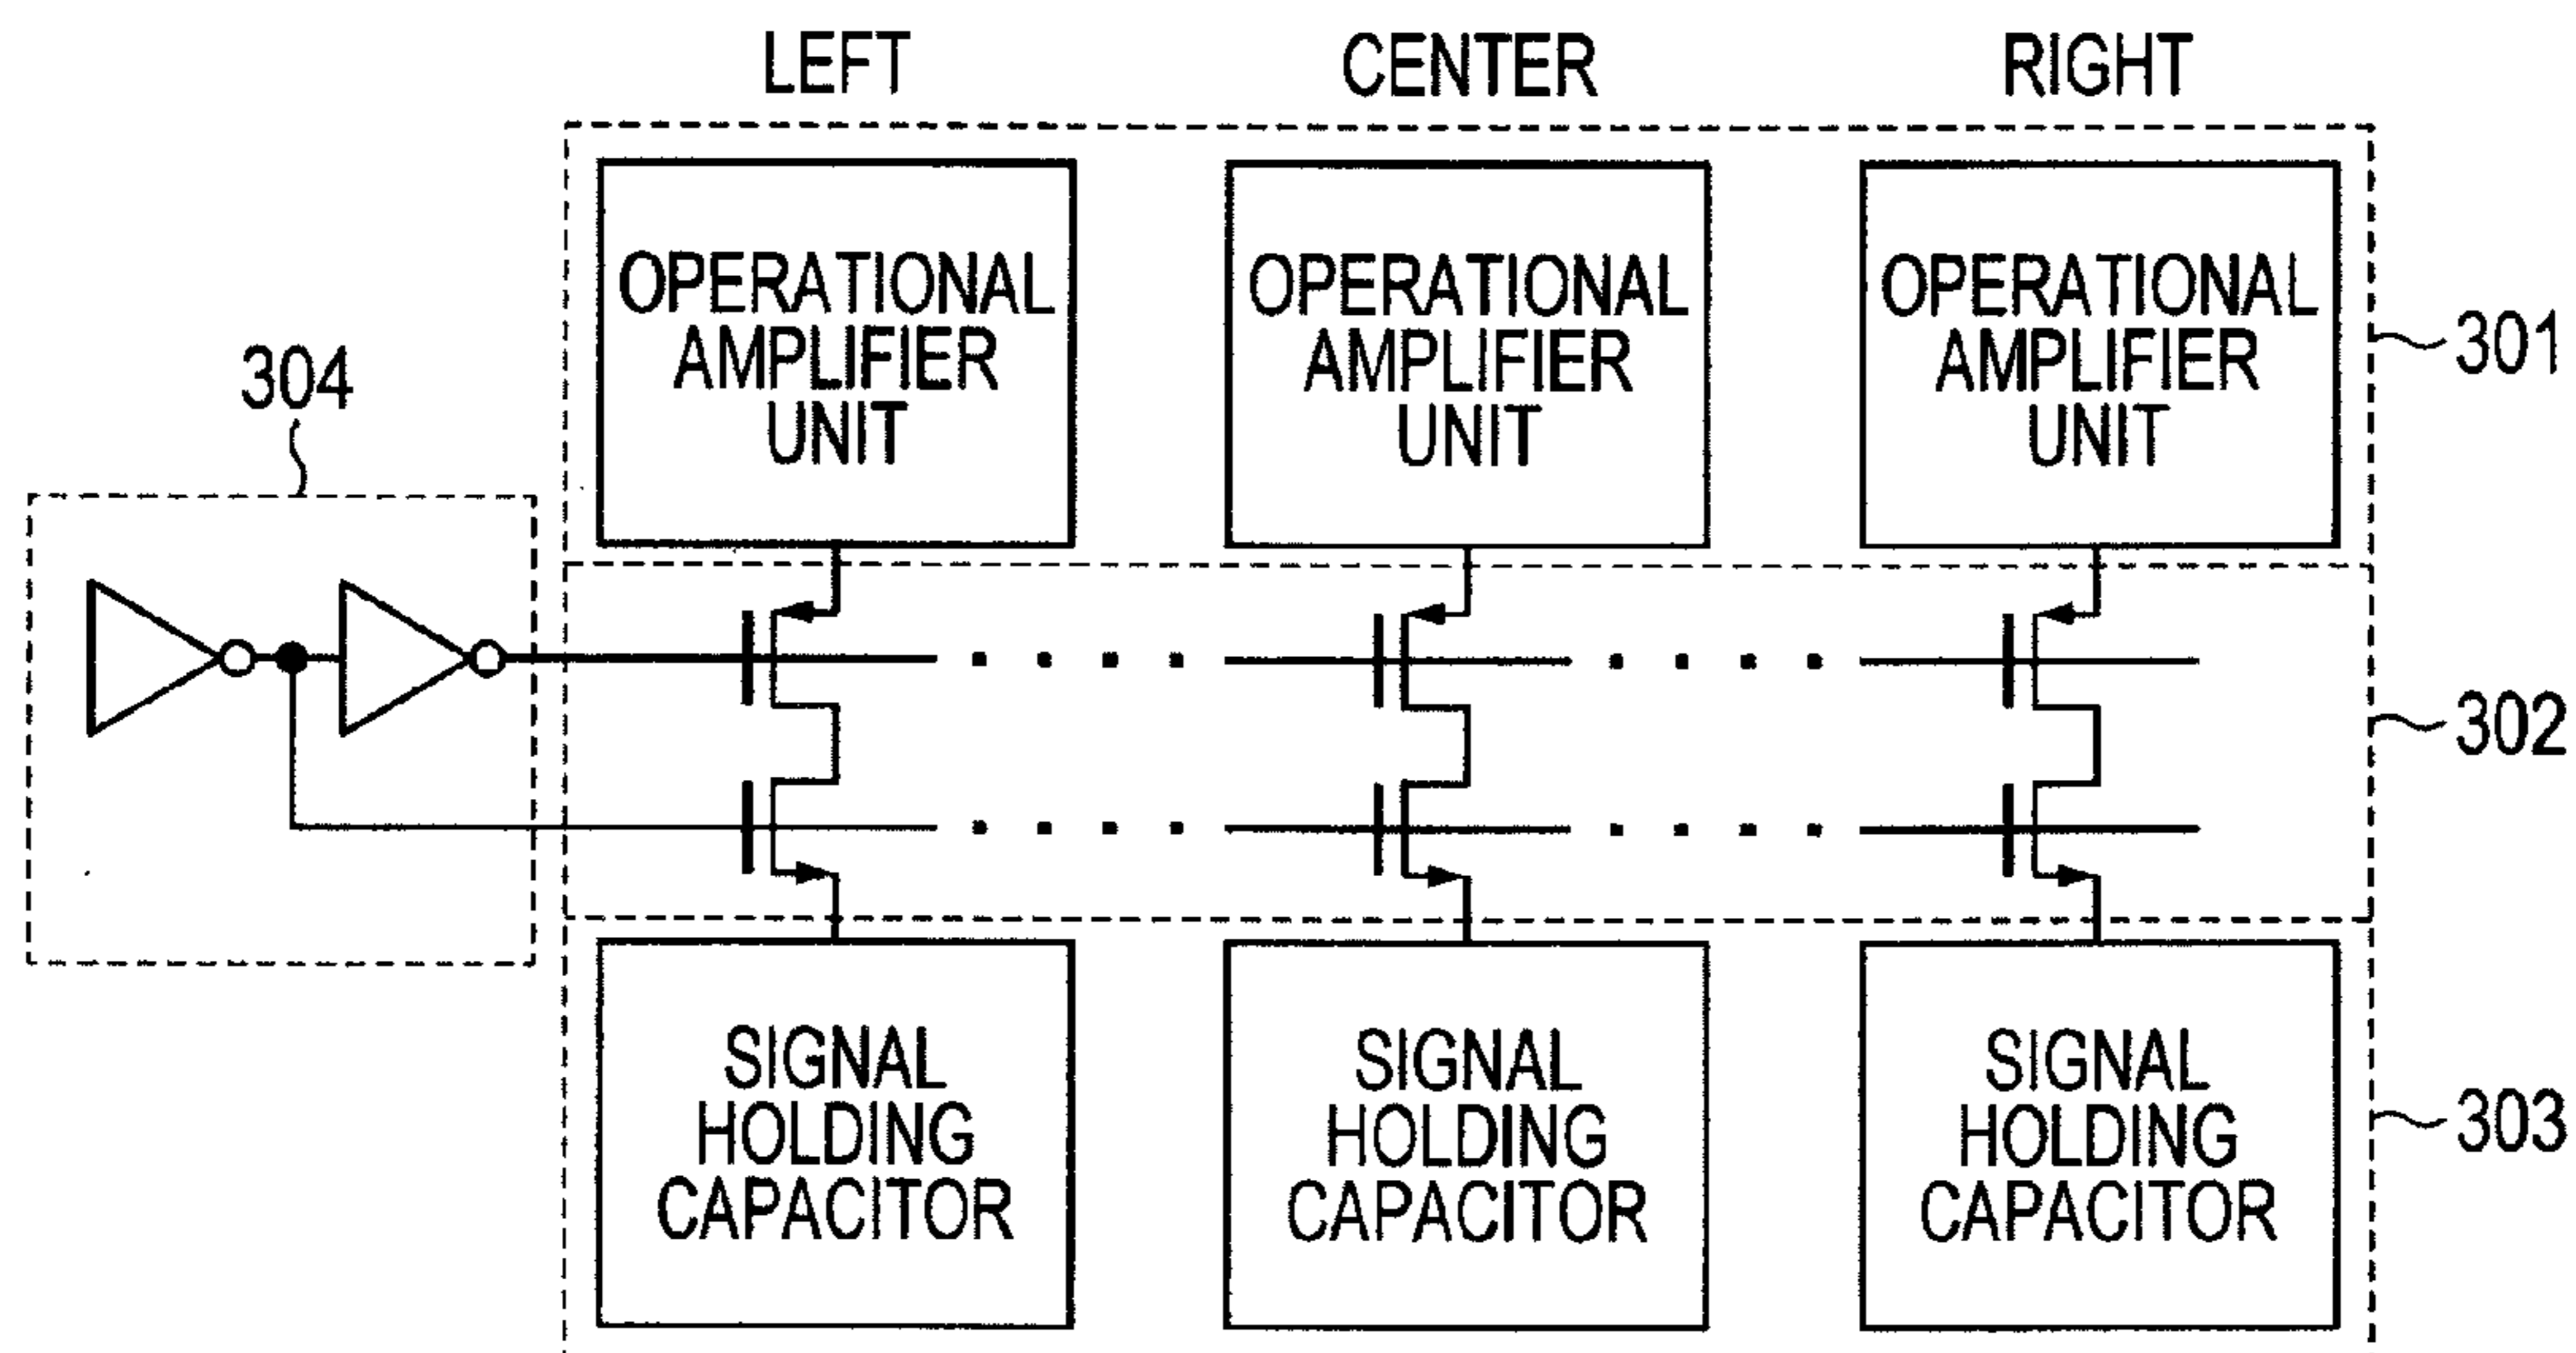 LEFT
CENTER
RIGHT
OPERATIONAL
AMPLIFIER
UNIT
OPERATIONAL
AMPLIFIER
UNIT
OPERATIONAL
AMPLIFIER
UNIT
301
304
302
SIGNAL
HOLDING
CAPACITOR
SIGNAL
HOLDING
CAPACITOR
SIGNAL
HOLDING
CAPACITOR
303